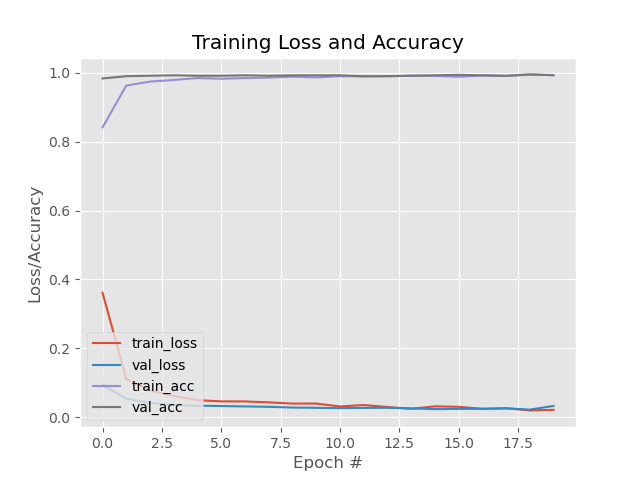 Training Loss and Accuracy
1.0
0.8
0.6
0.4
0.2
0.0
Loss/Accuracy
train_loss
val_loss
train_acc
val_acc
0.0 2.5 5.0 7.5 10.0 12.5 15.0 17.5
Epoch #